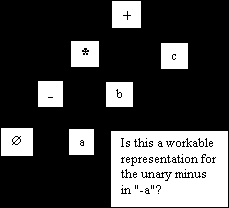 +
* c
- b
∅ a
Is this a workable
representation for
the unary minus
in "-a"?